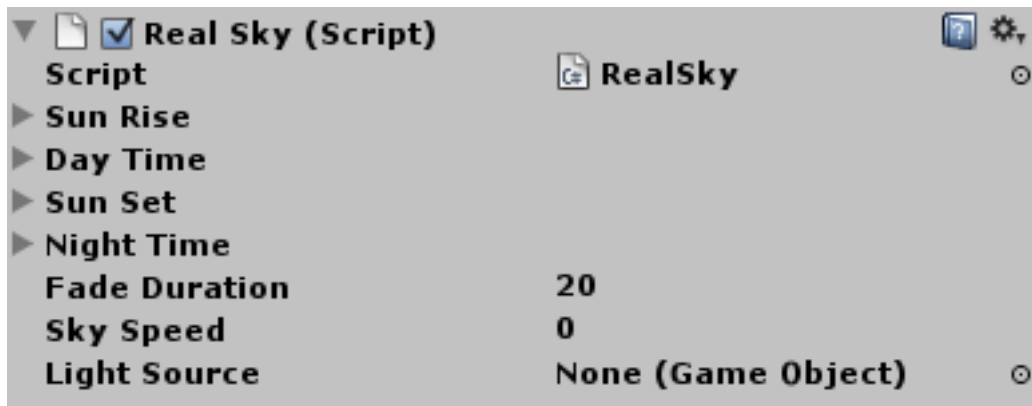 Real Sky (Script)
Script RealSky
Sun Rise
Day Time
Sun Set
Night Time
Fade Duration 20
Sky Speed 0
Light Source None (Game Object)